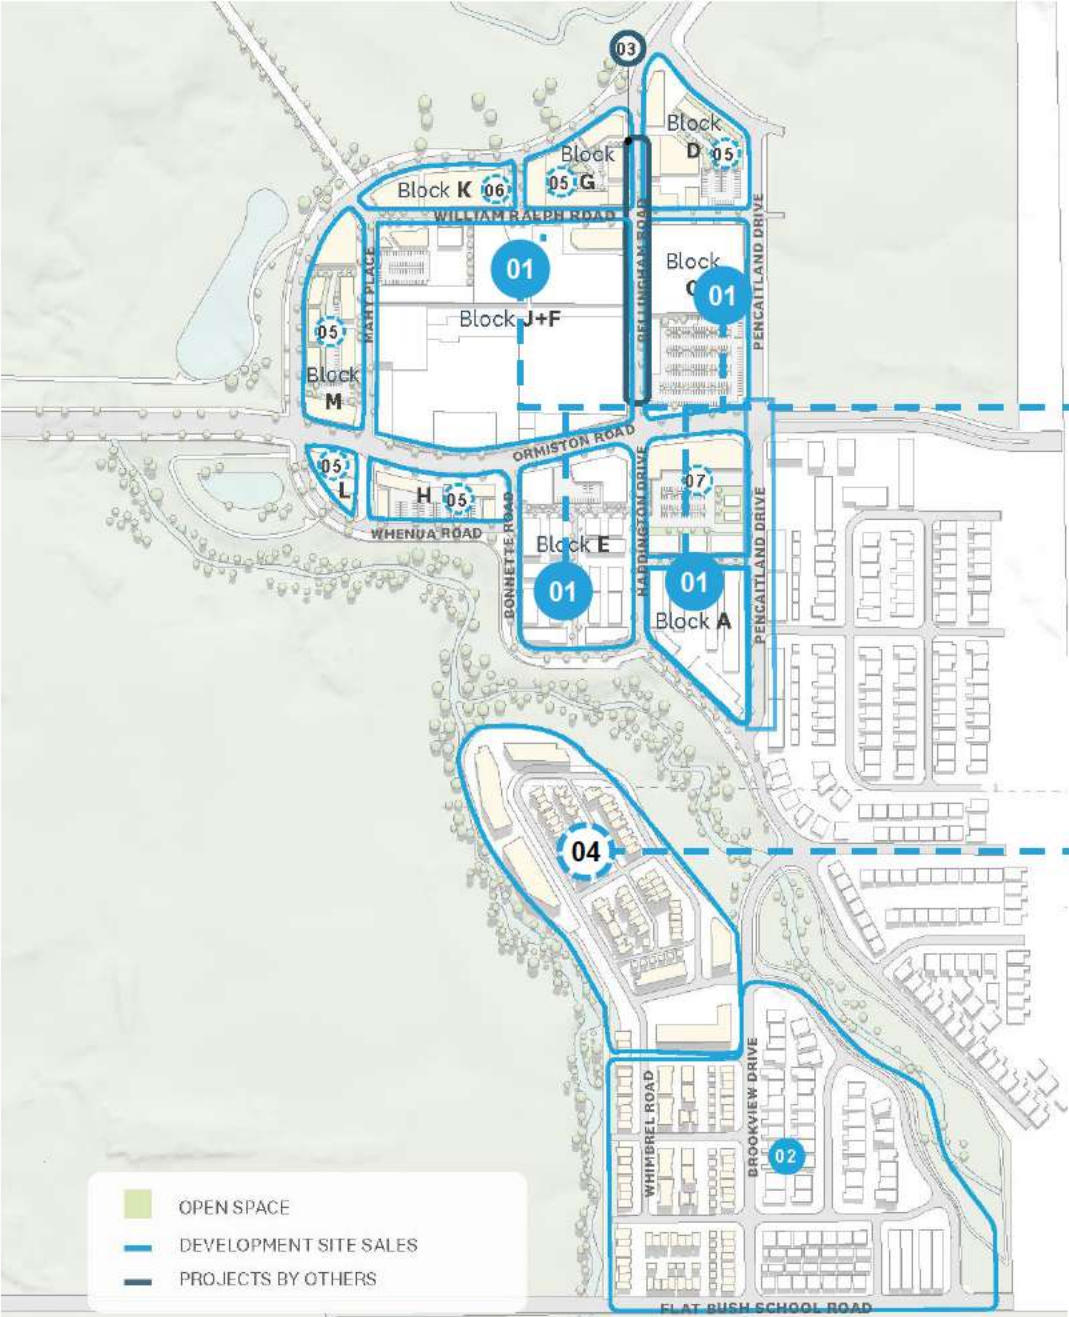 03
Block
D 05
Block
05 G
Block K 06
WILLIAM RALPH ROAD
MAHY PLACE
BELLINGHAM ROAD
PENCAITLAND DRIVE
01
Block
01
Block J+F
05
Block
M
ORMISTON ROAD
05
L
H 05
WHENUA ROAD
BONNETTE ROAD
HADDINGTON DRIVE
PENCAITLAND DRIVE
07
Block E
01
01
Block A
04
WHIMBREL ROAD
BROOKVIEW DRIVE
02
OPEN SPACE
DEVELOPMENT SITE SALES
PROJECTS BY OTHERS
FLAT BUSH SCHOOL ROAD